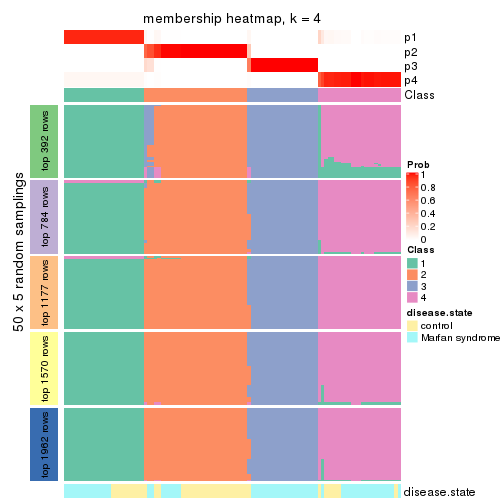 membership heatmap, k = 4
p1
p2
p3
p4
Class
50 x 5 random samplings
top 392 rows
top 784 rows
top 1177 rows
top 1570 rows
top 1962 rows
Prob
1
0.8
0.6
0.4
0.2
0
Class
1
2
3
4
disease.state
control
Marfan syndrome
disease.state